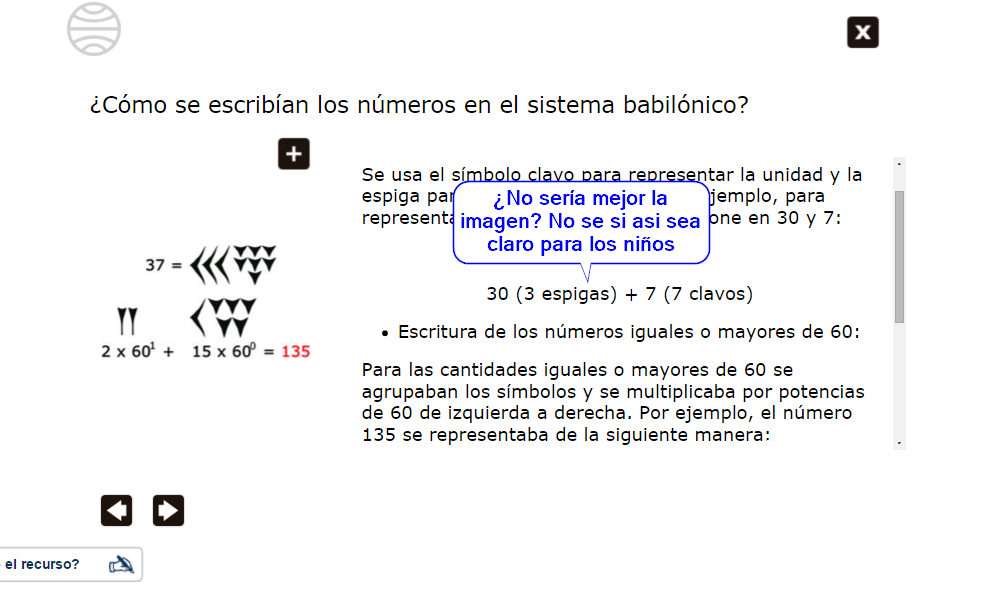 ¿Cómo se escribían los números en el sistema babilónico?
Se usa el símbolo clavo para representar la unidad y la
espiga jemplo, para
one en 30 y 7:
¿No sería mejor la
imagen? No se si asi sea
claro para los niños
37 =
30 (3 espigas) + 7 (7 clavos)
• Escritura de los números iguales o mayores de 60:
2 x 60¹ + 15 x 60⁰ = 135
Para las cantidades iguales o mayores de 60 se
agrupaban los símbolos y se multiplicaba por potencias
de 60 de izquierda a derecha. Por ejemplo, el número
135 se representaba de la siguiente manera:
el recurso?